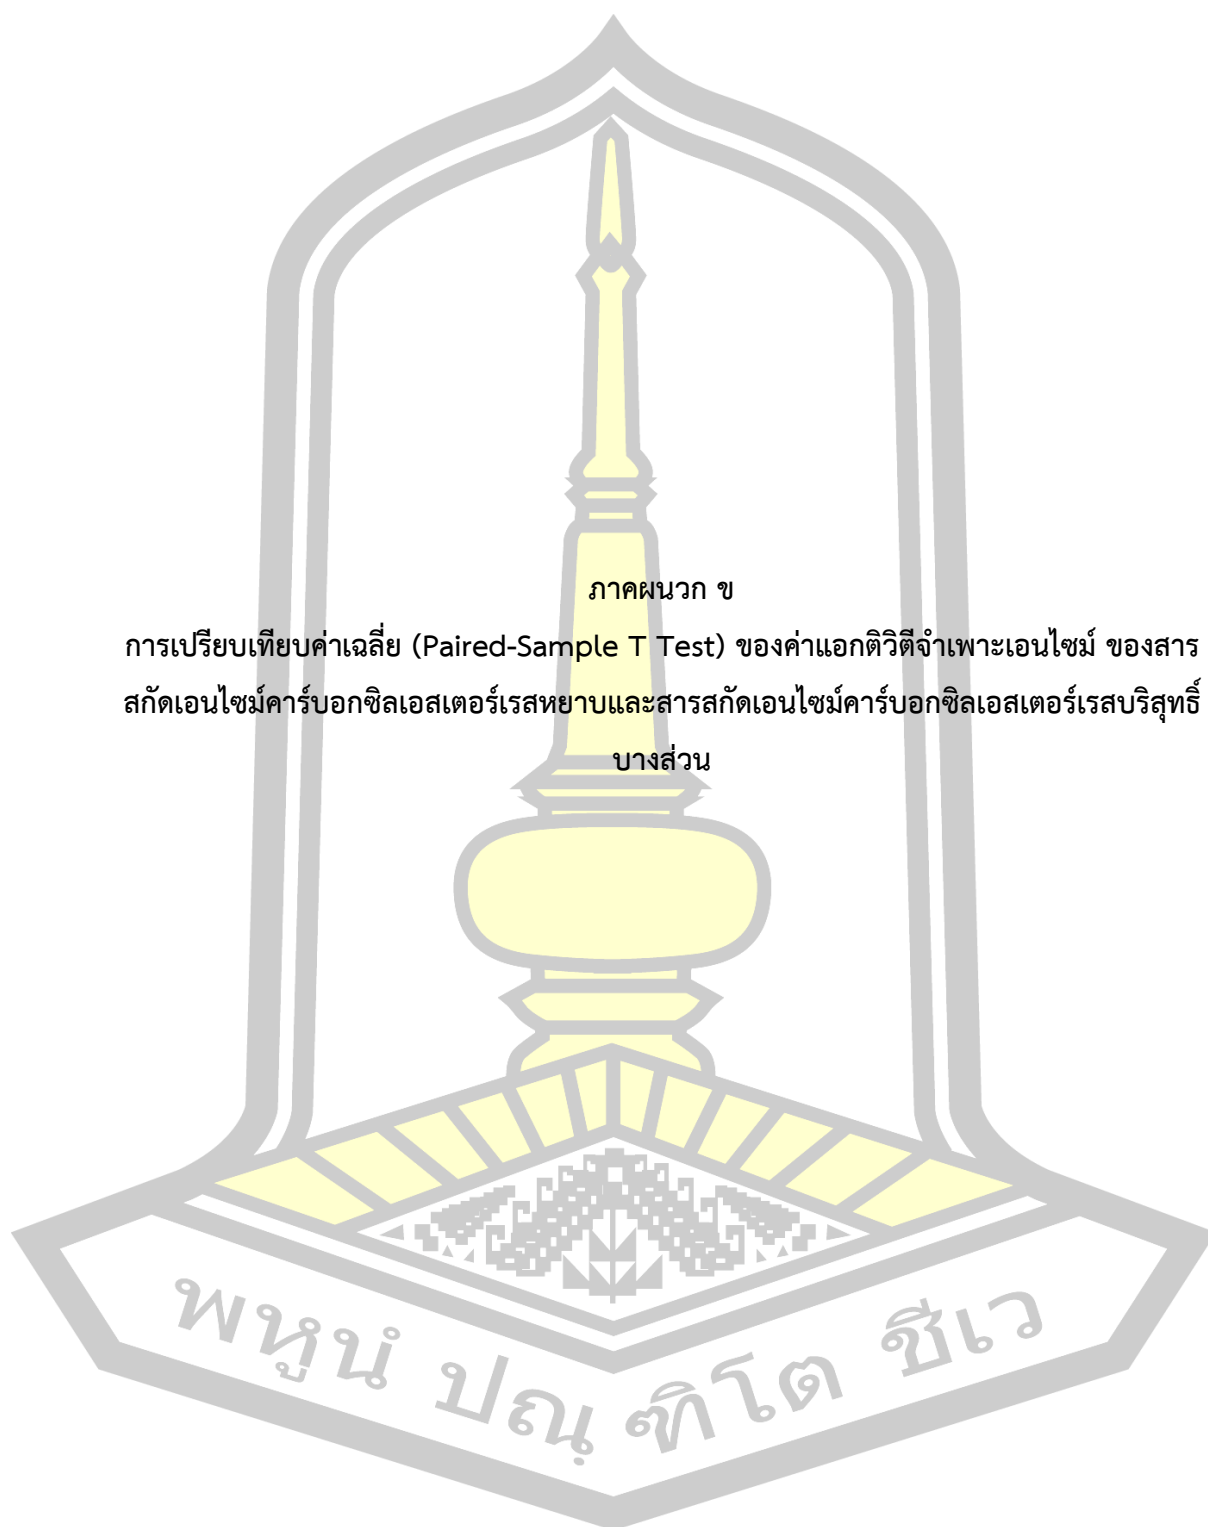 ภาคผนวก ข
การเปรียบเทียบค่าเฉลี่ย (Paired-Sample T Test) ของค่าแอกติวิตีจำเพาะเอนไซม์ ของสาร
สกัดเอนไซม์คาร์บอกซิลเอสเตอร์เรสหยาบและสารสกัดเอนไซม์คาร์บอกซิลเอสเตอร์เรสบริสุทธิ์
บางส่วน
พหูนํ ปณฺฑิโต ชีเว